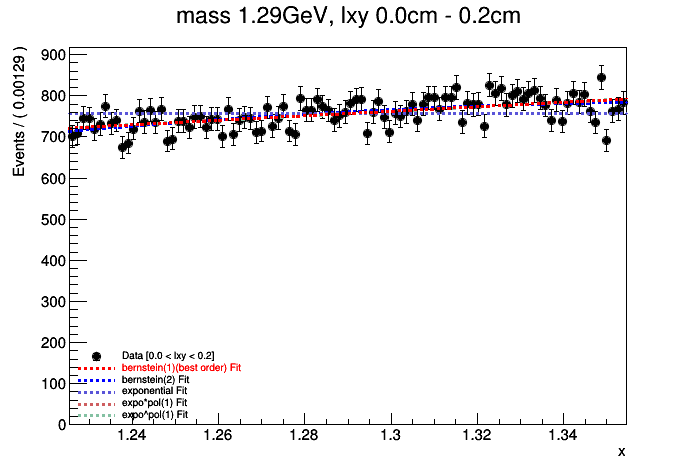 mass 1.29GeV, lxy 0.0cm - 0.2cm
Events / ( 0.00129 )
900
800
700
600
500
400
300
200
100
0
Data [0.0 < lxy < 0.2]
bernstein(1)(best order) Fit
bernstein(2) Fit
exponential Fit
expo*pol(1) Fit
expo^pol(1) Fit
1.24 1.26 1.28 1.3 1.32 1.34
x